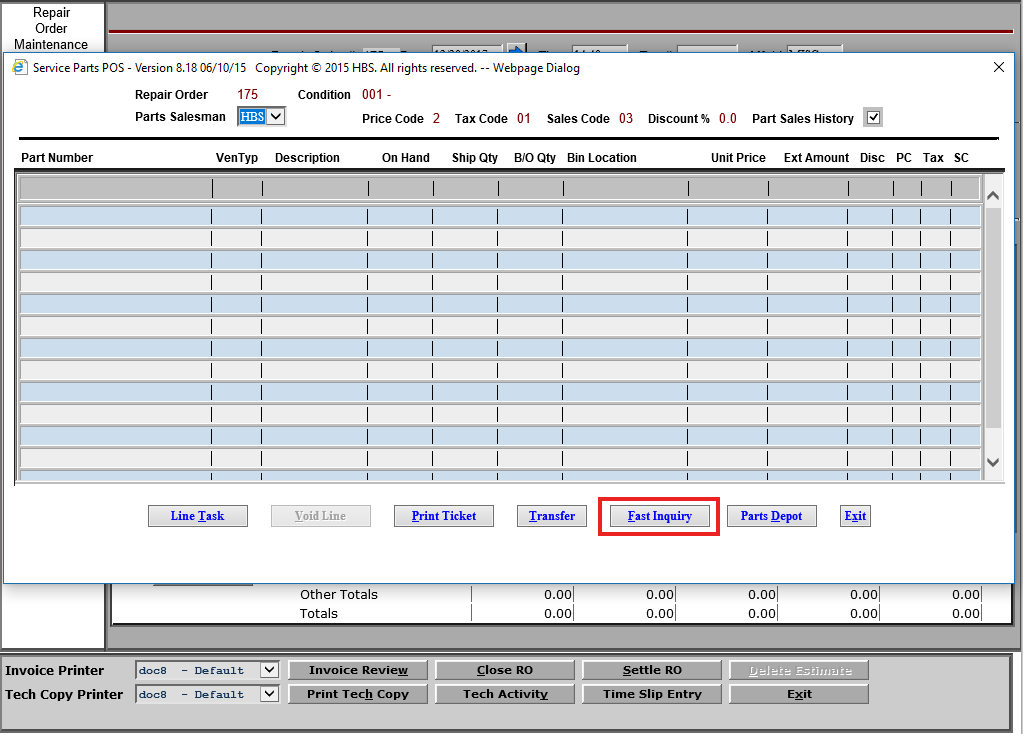 Repair
Order
Maintenance
Service Parts POS - Version 8.18 06/10/15 Copyright © 2015 HBS. All rights reserved. -- Webpage Dialog
Repair Order 175 Condition 001 -
Parts Salesman HBS Price Code 2 Tax Code 01 Sales Code 03 Discount % 0.0 Part Sales History
Part Number VenTyp Description On Hand Ship Qty B/O Qty Bin Location Unit Price Ext Amount Disc PC Tax SC
Line Task Void Line Print Ticket Transfer Fast Inquiry Parts Depot Exit
Other Totals 0.00 0.00 0.00 0.00 0.00
Totals 0.00 0.00 0.00 0.00 0.00
Invoice Printer doc8 - Default Invoice Review Close RO Settle RO Delete Estimate
Tech Copy Printer doc8 - Default Print Tech Copy Tech Activity Time Slip Entry Exit